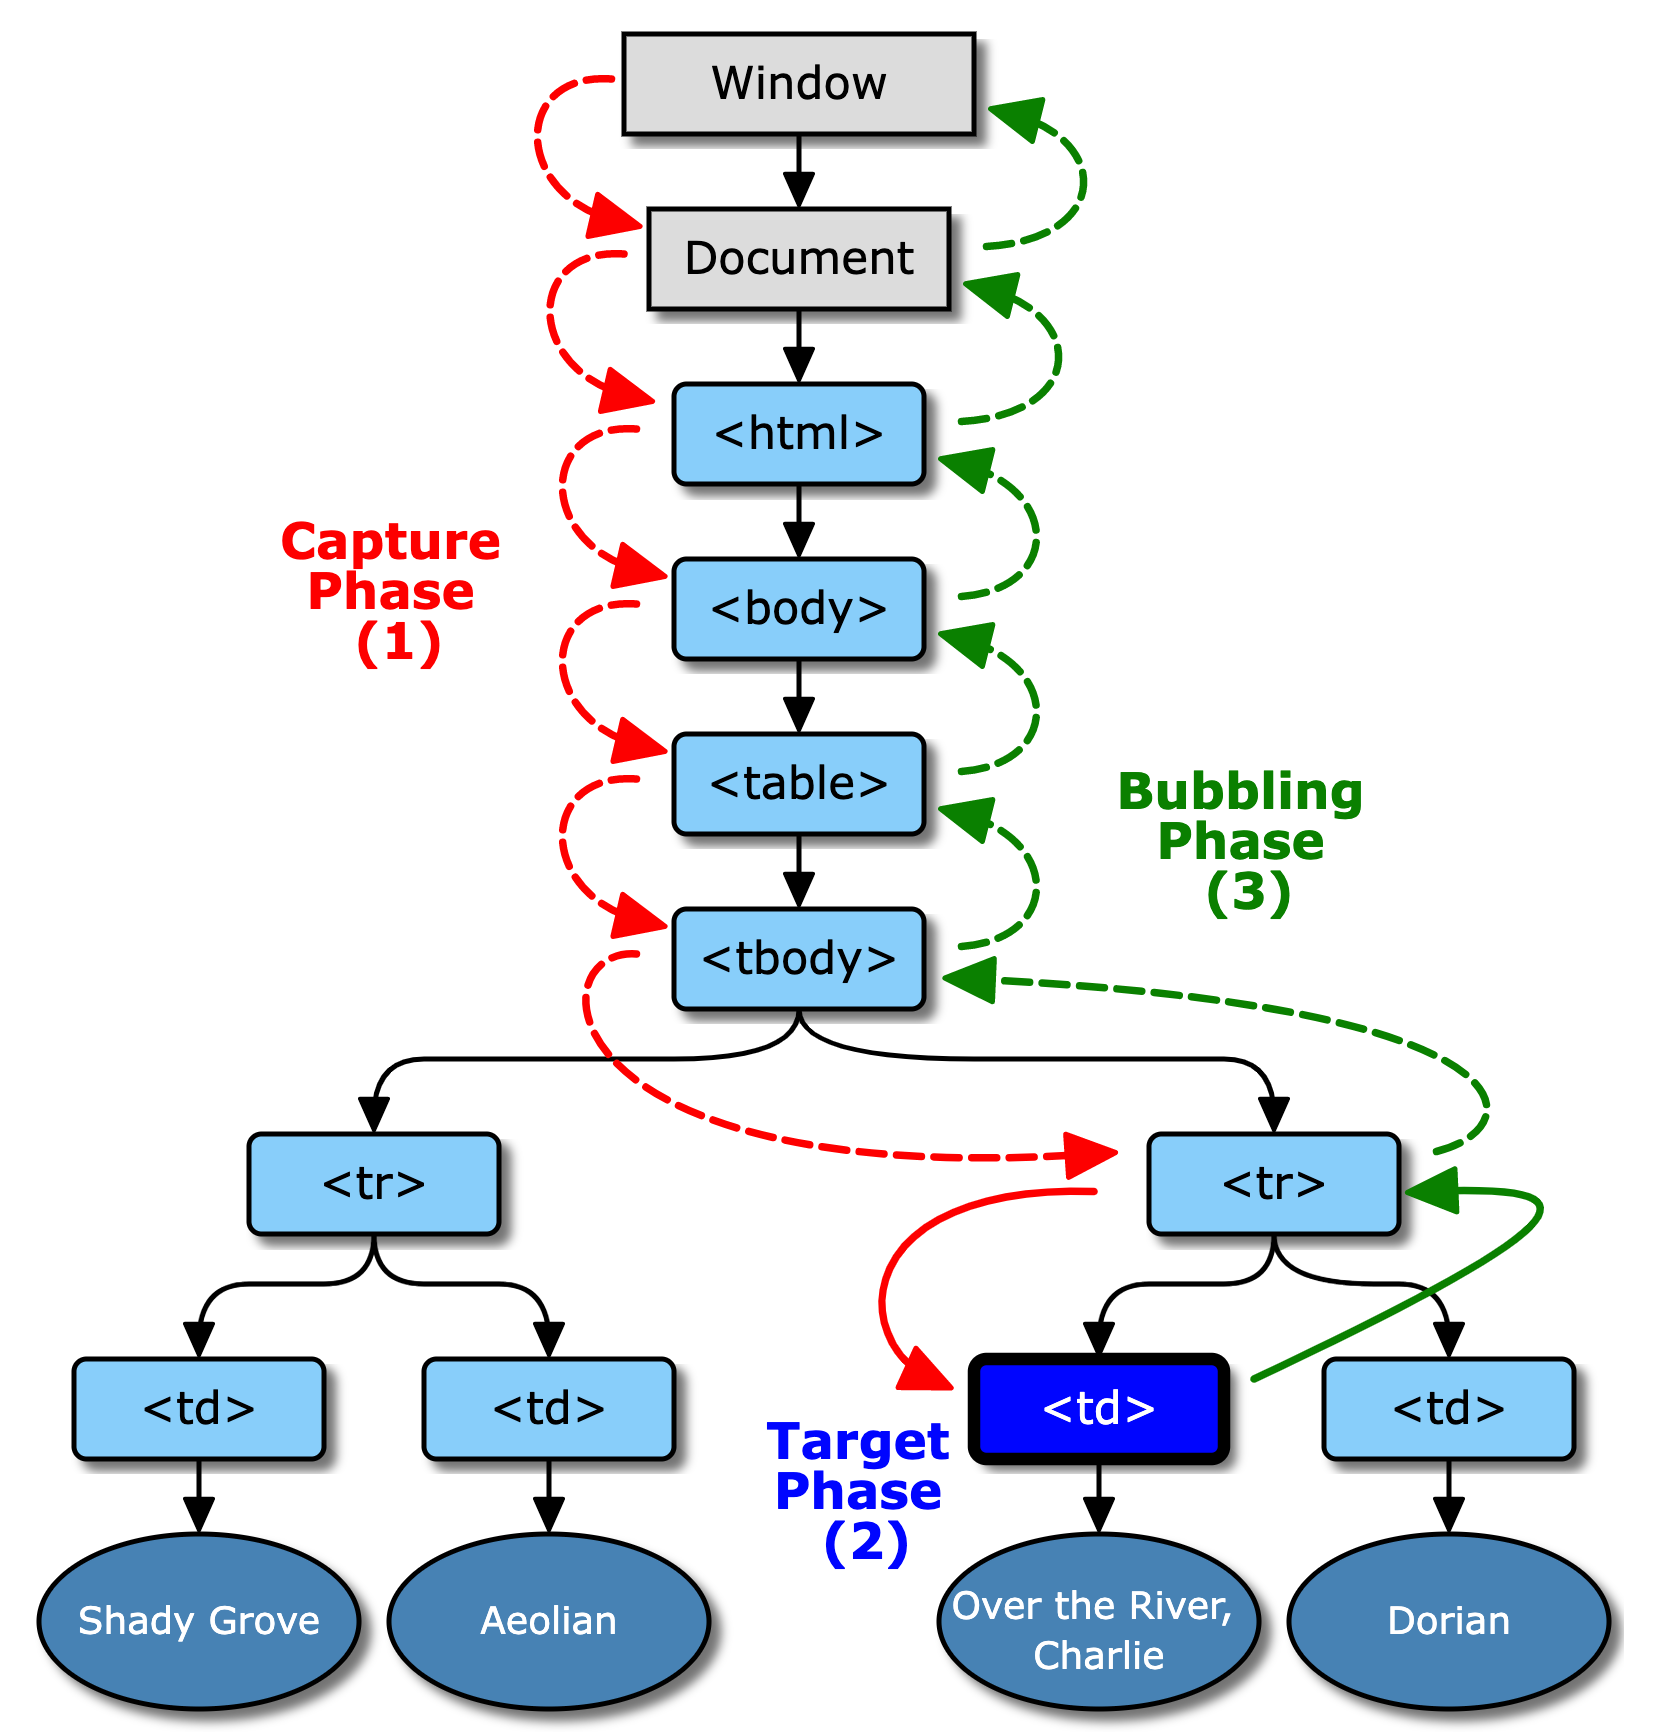 Window
Document
<html>
<body>
Capture
Phase
(1)
<table>
Bubbling
Phase
(3)
<tbody>
<tr>
<tr>
<td>
<td>
<td>
<td>
Target
Phase
(2)
Shady Grove
Aeolian
Over the River,
Charlie
Dorian